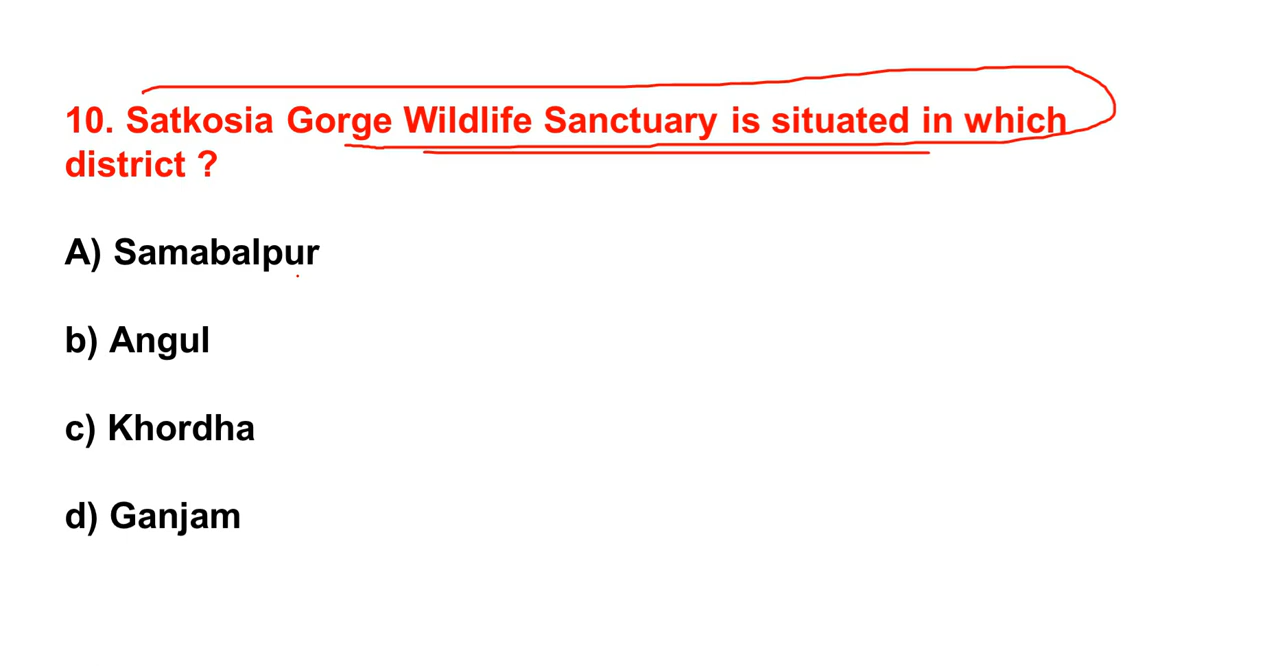 10. Satkosia Gorge Wildlife Sanctuary is situated in which
district ?
A) Samabalpur
b) Angul
c) Khordha
d) Ganjam